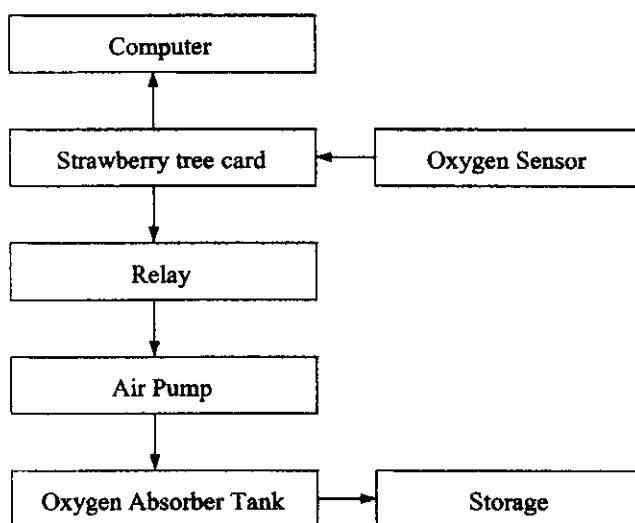 Computer
Strawberry tree card
Oxygen Sensor
Relay
Air Pump
Oxygen Absorber Tank
Storage